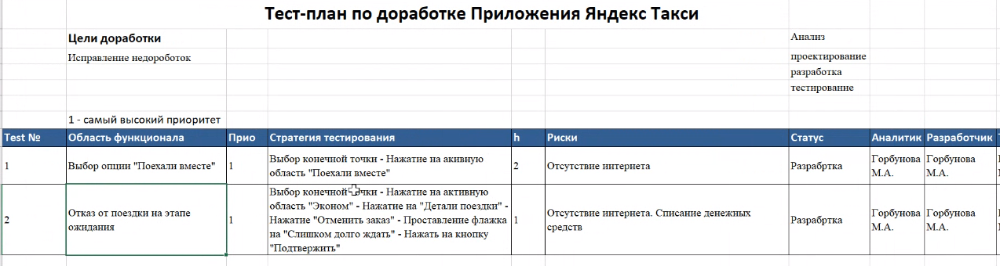 Тест-план по доработке Приложения Яндекс Такси
Цели доработки
Анализ
Исправление недороботок
проектирование
разработка
тестирование
1 - самый высокий приоритет
Test №
Область функционала
Прио
Стратегия тестирования
h
Риски
Статус
Аналитик
Разработчик
1
Выбор опции "Поехали вместе"
1
Выбор конечной точки - Нажатие на акивную
область "Поехали вместе"
2
Отсутствие интернета
Разрабртка
Горбунова
М.А.
Горбунова
М.А.
2
Отказ от поездки на этапе
ожидания
1
Выбор конечной точки - Нажатие на активную
область "Эконом" - Нажатие на "Детали поездки" -
Нажатие "Отменить заказ" - Проставление флажка
на "Слишком долго ждать" - Нажать на кнопку
"Подтвержить"
1
Отсутствие интернета. Списание денежных
средств
Разрабртка
Горбунова
М.А.
Горбунова
М.А.